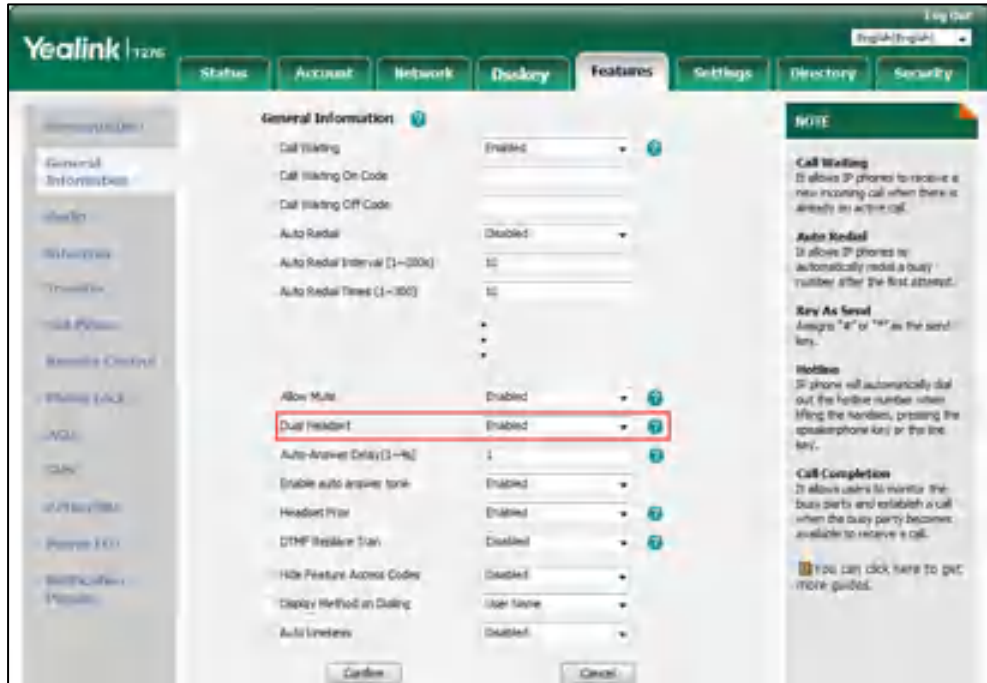 Log Out
Yealink
English(English)
Status Account Network Dsskey Features Settings Directory Security
General Information
NOTE
Call Waiting Enabled
Call Waiting On Code
Call Waiting Off Code
Auto Redial Disabled
Auto Redial Interval (1~300s) 10
Auto Redial Times (1~300) 10
Allow Mute Enabled
Dual Headset Enabled
Auto-Answer Delay(1~4s) 1
Enable auto answer tone Enabled
Headset Prior Enabled
DTMF Replace Tran Disabled
Hide Feature Access Codes Disabled
Display Method on Dialing User Name
Auto Linekeys Disabled
Confirm Cancel
General
Information
Audio
Transfer
Remote Control
Phone Lock
Call Waiting
It allows IP phones to receive a
new incoming call when there is
already an active call.
Auto Redial
It allows IP phones to
automatically redial a busy
number after the first attempt.
Key As Send
Assigns "#" or "*" as the send
key.
Hotline
IP phone will automatically dial
out the hotline number when
lifting the handset, pressing the
speakerphone key or the line
key.
Call Completion
It allows users to monitor the
busy party and establish a call
when the busy party becomes
available to receive a call.
You can click here to get
more guides.